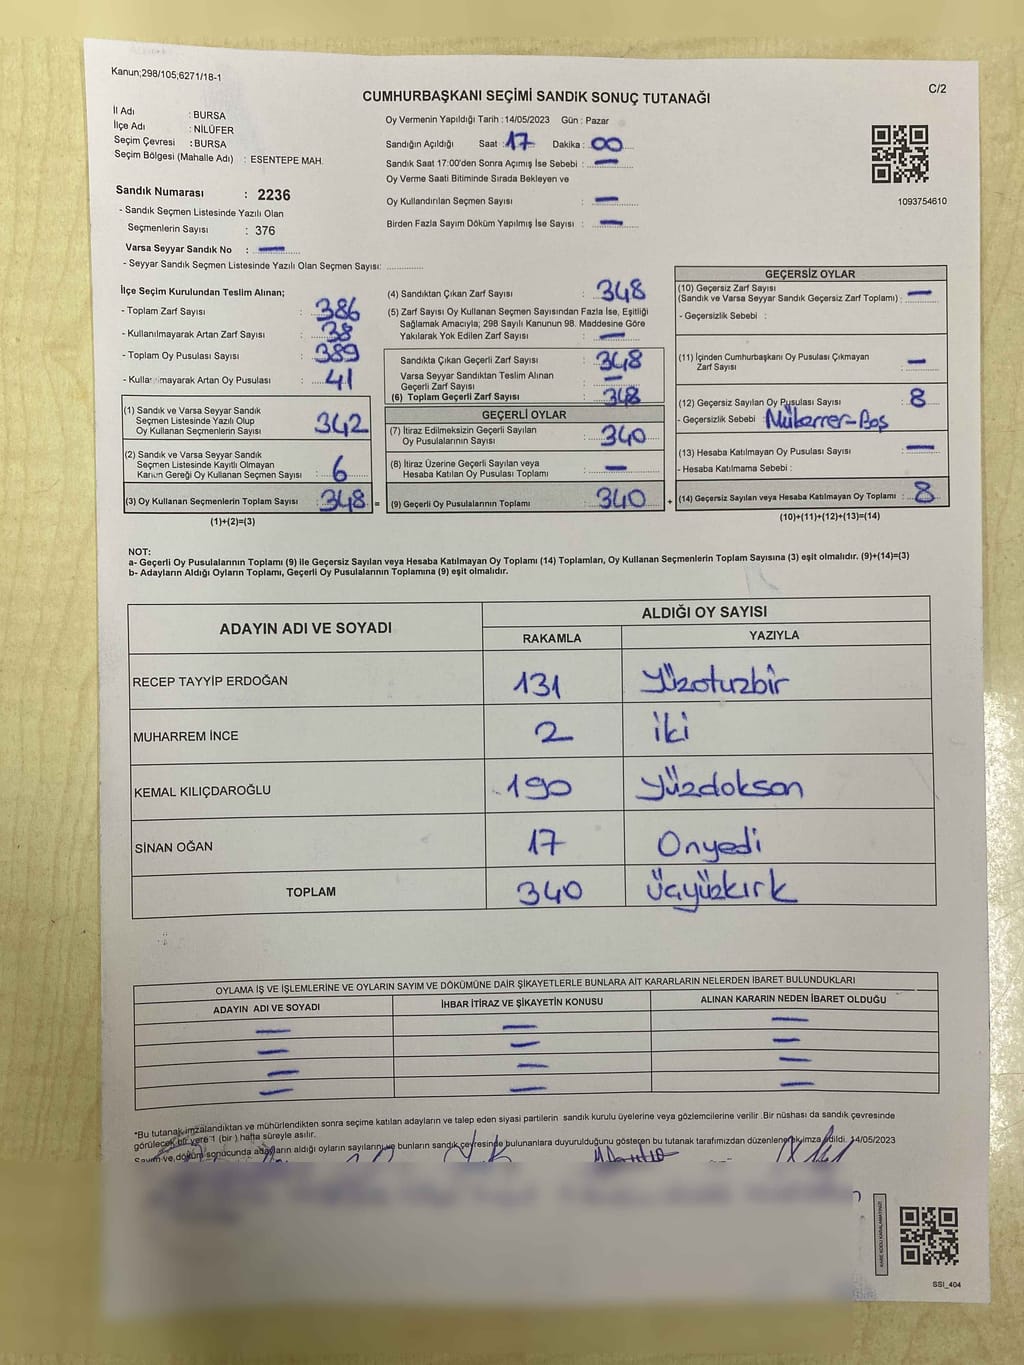 Kanun;298/105;6271/18-1
C/2
CUMHURBAŞKANI SEÇİMİ SANDIK SONUÇ TUTANAĞI
İl Adı : BURSA
İlçe Adı : NİLÜFER
Seçim Çevresi : BURSA
Seçim Bölgesi (Mahalle Adı) : ESENTEPE MAH.
Oy Vermenin Yapıldığı Tarih : 14/05/2023 Gün : Pazar
Sandığın Açıldığı Saat : 17 Dakika : 00
Sandık Saat 17:00'den Sonra Açımış İse Sebebi : —
Oy Verme Saati Bitiminde Sırada Bekleyen ve
Oy Kullandırılan Seçmen Sayısı : —
Birden Fazla Sayım Döküm Yapılmış İse Sayısı : —
1093754610
Sandık Numarası : 2236
- Sandık Seçmen Listesinde Yazılı Olan
Seçmenlerin Sayısı : 376
Varsa Seyyar Sandık No : —
- Seyyar Sandık Seçmen Listesinde Yazılı Olan Seçmen Sayısı: ..............
İlçe Seçim Kurulundan Teslim Alınan;
- Toplam Zarf Sayısı : 386
- Kullanılmayarak Artan Zarf Sayısı : 38
- Toplam Oy Pusulası Sayısı : 389
- Kullanılmayarak Artan Oy Pusulası : 41
(1) Sandık ve Varsa Seyyar Sandık
Seçmen Listesinde Yazılı Olup
Oy Kullanan Seçmenlerin Sayısı : 342
(2) Sandık ve Varsa Seyyar Sandık
Seçmen Listesinde Kayıtlı Olmayan
Kanun Gereği Oy Kullanan Seçmen Sayısı : 6
(3) Oy Kullanan Seçmenlerin Toplam Sayısı : 348 =
(1)+(2)=(3)
(4) Sandıktan Çıkan Zarf Sayısı : 348
(5) Zarf Sayısı Oy Kullanan Seçmen Sayısından Fazla İse, Eşitliği
Sağlamak Amacıyla; 298 Sayılı Kanunun 98. Maddesine Göre
Yakılarak Yok Edilen Zarf Sayısı : —
Sandıkta Çıkan Geçerli Zarf Sayısı : 348
Varsa Seyyar Sandıktan Teslim Alınan
Geçerli Zarf Sayısı : —
(6) Toplam Geçerli Zarf Sayısı : 348
GEÇERLİ OYLAR
(7) İtiraz Edilmeksizin Geçerli Sayılan
Oy Pusulalarının Sayısı : 340
(8) İtiraz Üzerine Geçerli Sayılan veya
Hesaba Katılan Oy Pusulası Toplamı : —
(9) Geçerli Oy Pusulalarının Toplamı : 340 +
GEÇERSİZ OYLAR
(10) Geçersiz Zarf Sayısı
(Sandık ve Varsa Seyyar Sandık Geçersiz Zarf Toplamı) : —
- Geçersizlik Sebebi :
(11) İçinden Cumhurbaşkanı Oy Pusulası Çıkmayan
Zarf Sayısı : —
(12) Geçersiz Sayılan Oy Pusulası Sayısı : 8
- Geçersizlik Sebebi : Mükerrer-Boş
(13) Hesaba Katılmayan Oy Pusulası Sayısı : —
- Hesaba Katılmama Sebebi :
(14) Geçersiz Sayılan veya Hesaba Katılmayan Oy Toplamı : 8
(10)+(11)+(12)+(13)=(14)
NOT:
a- Geçerli Oy Pusulalarının Toplamı (9) ile Geçersiz Sayılan veya Hesaba Katılmayan Oy Toplamı (14) Toplamları, Oy Kullanan Seçmenlerin Toplam Sayısına (3) eşit olmalıdır. (9)+(14)=(3)
b- Adayların Aldığı Oyların Toplamı, Geçerli Oy Pusulalarının Toplamına (9) eşit olmalıdır.
ADAYIN ADI VE SOYADI ALDIĞI OY SAYISI
RAKAMLA YAZIYLA
RECEP TAYYİP ERDOĞAN 131 Yüzotuzbir
MUHARREM İNCE 2 iki
KEMAL KILIÇDAROĞLU 190 Yüzdoksan
SİNAN OĞAN 17 Onyedi
TOPLAM 340 Üçyüzkırk
OYLAMA İŞ VE İŞLEMLERİNE VE OYLARIN SAYIM VE DÖKÜMÜNE DAİR ŞİKAYETLERLE BUNLARA AİT KARARLARIN NELERDEN İBARET BULUNDUKLARI
ADAYIN ADI VE SOYADI İHBAR İTİRAZ VE ŞİKAYETİN KONUSU ALINAN KARARIN NEDEN İBARET OLDUĞU
— — —
— — —
— — —
— — —
*Bu tutanak imzalandıktan ve mühürlendikten sonra seçime katılan adayların ve talep eden siyasi partilerin sandık kurulu üyelerine veya gözlemcilerine verilir .Bir nüshası da sandık çevresinde
görülecek bir yere 1 (bir) hafta süreyle asılır.
Sayım ve döküm sonucunda adayların aldığı oyların sayılarını ve bunların sandık çevresinde bulunanlara duyurulduğunu gösteren bu tutanak tarafımızdan düzenlenerek imza edildi. 14/05/2023
KARE KODU KARALAMAYINIZ!
SSI_404